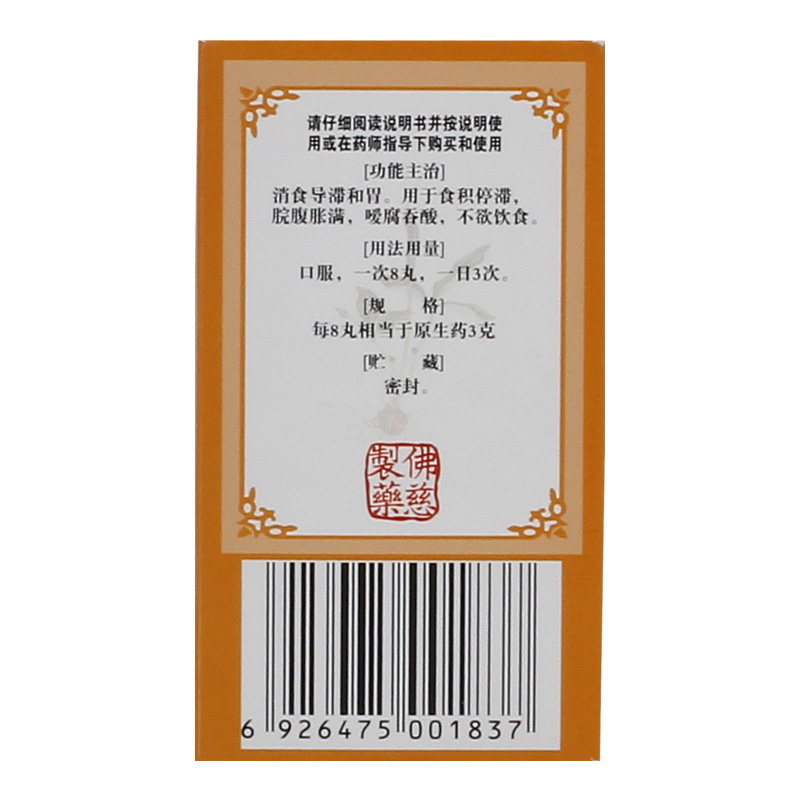 请仔细阅读说明书并按说明使
用或在药师指导下购买和使用
[功能主治]
消食导滞和胃。用于食积停滞，
脘腹胀满，嗳腐吞酸，不欲饮食。
[用法用量]
口服，一次8丸，一日3次。
[规　格]
每8丸相当于原生药3克
[贮　藏]
密封。
佛慈
製藥
6 926475 001837